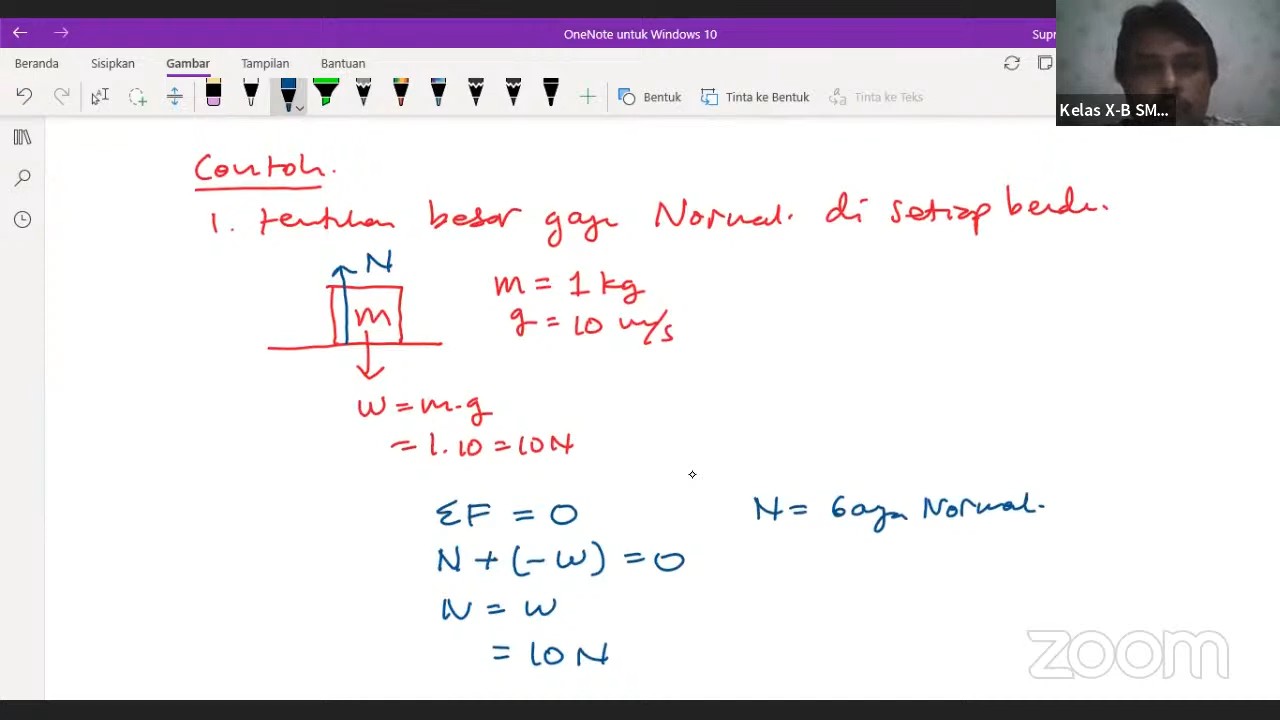 OneNote untuk Windows 10
Supr
Beranda Sisipkan Gambar Tampilan Bantuan
Bentuk Tinta ke Bentuk Tinta ke Teks
Kelas X-B SM...
Contoh.
1. tentukan besar gaya Normal. di setiap benda.
N
m
m = 1 kg
g = 10 m/s
W = m.g
= 1.10 = 10 N
ΣF = 0
N = Gaya Normal.
N + (-W) = 0
N = W
= 10 N
zoom